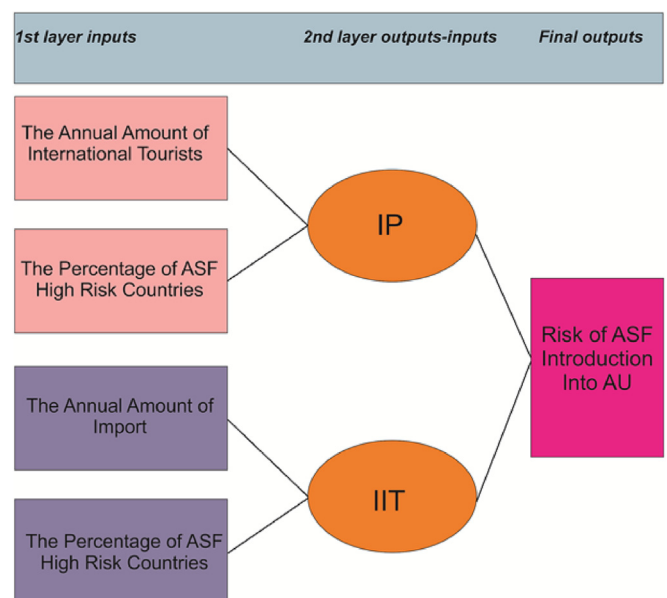 1st layer inputs
2nd layer outputs-inputs
Final outputs
The Annual Amount of
International Tourists
The Percentage of ASF
High Risk Countries
IP
Risk of ASF
Introduction
Into AU
The Annual Amount of
Import
IIT
The Percentage of ASF
High Risk Countries